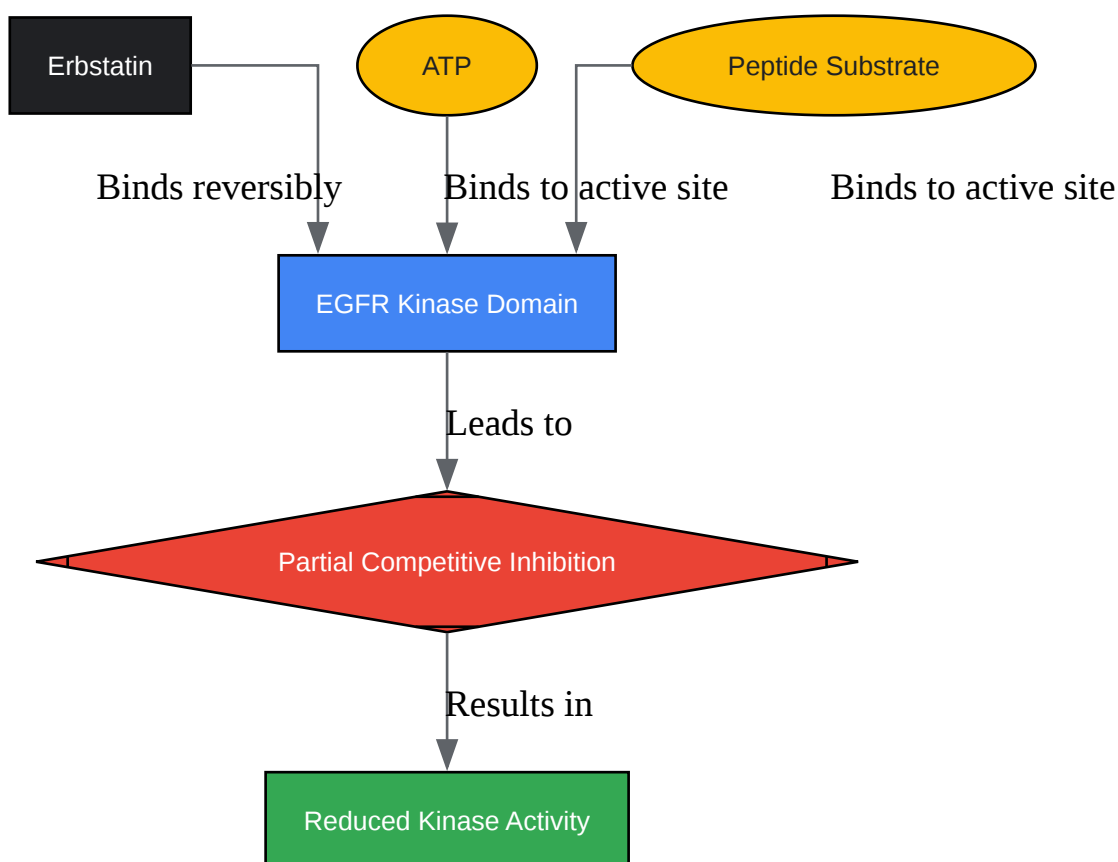 Erbstatin
ATP
Peptide Substrate
Binds reversibly
Binds to active site
Binds to active site
EGFR Kinase Domain
Leads to
Partial Competitive Inhibition
Results in
Reduced Kinase Activity